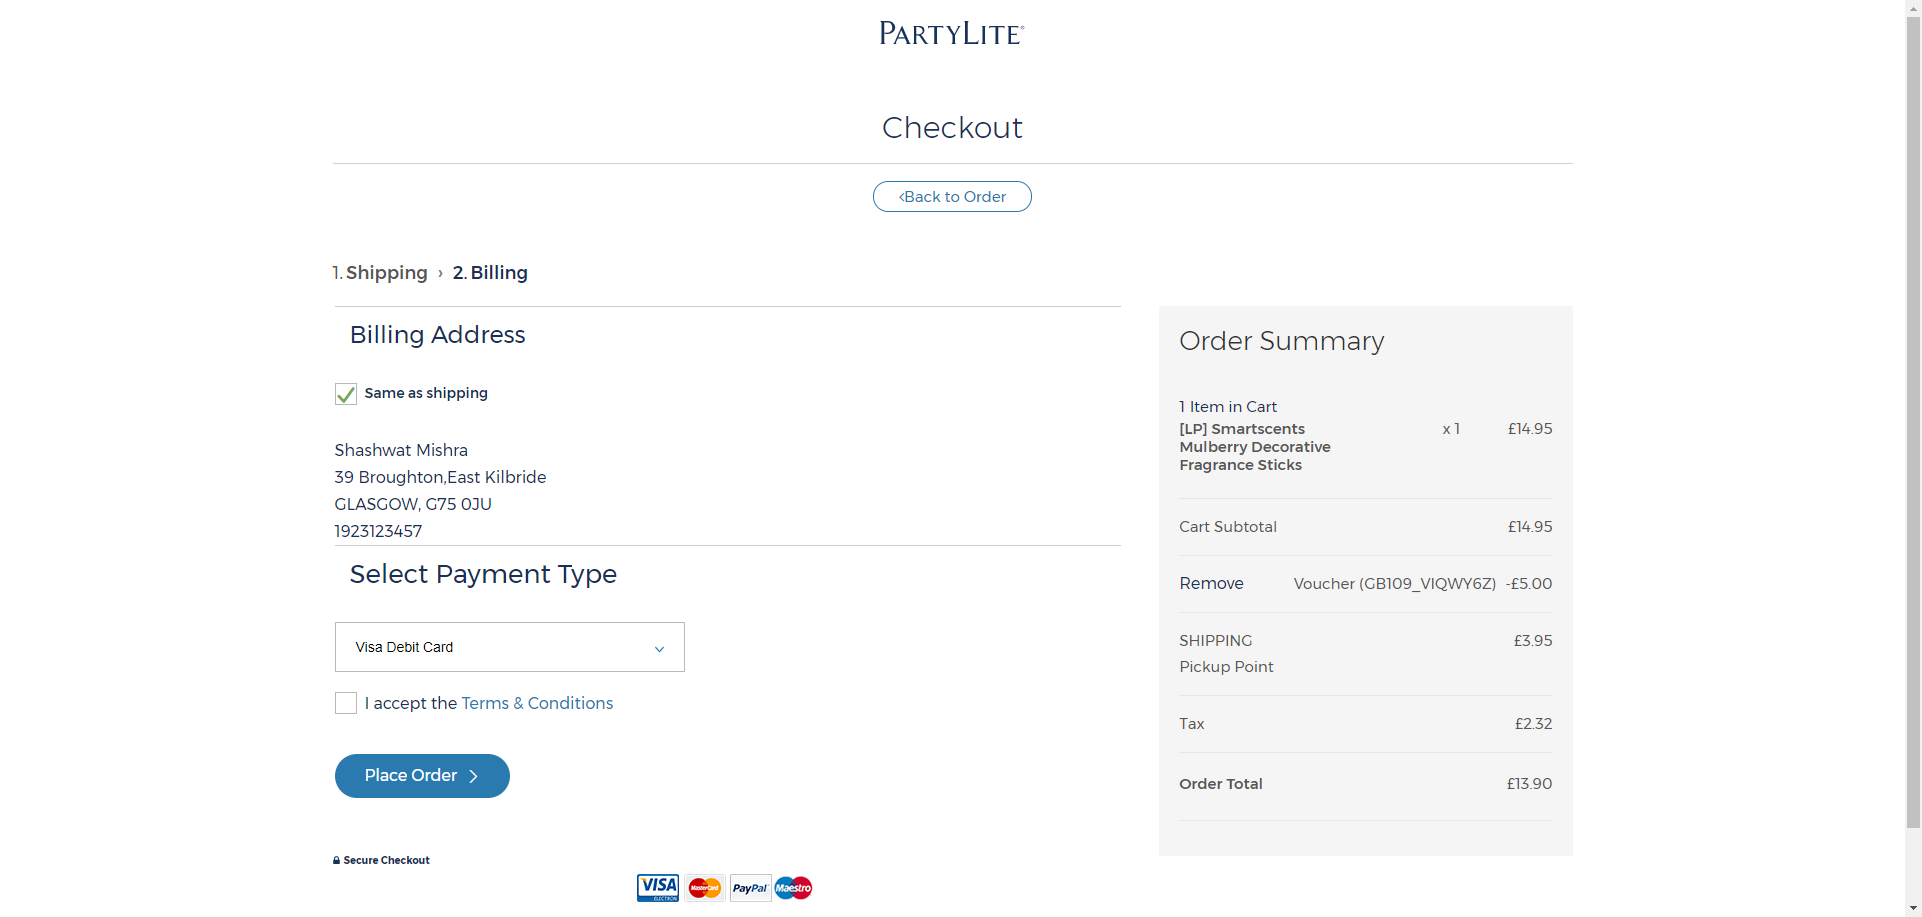 PARTYLITE®
Checkout
‹Back to Order
1. Shipping › 2. Billing
Billing Address
Same as shipping
Shashwat Mishra
39 Broughton,East Kilbride
GLASGOW, G75 0JU
1923123457
Select Payment Type
Visa Debit Card
I accept the Terms & Conditions
Place Order
Secure Checkout
VISA
ELECTRON
MasterCard
PayPal
Maestro
Order Summary
1 Item in Cart
[LP] Smartscents x 1 £14.95
Mulberry Decorative
Fragrance Sticks
Cart Subtotal £14.95
Remove Voucher (GB109_VIQWY6Z) -£5.00
SHIPPING £3.95
Pickup Point
Tax £2.32
Order Total £13.90